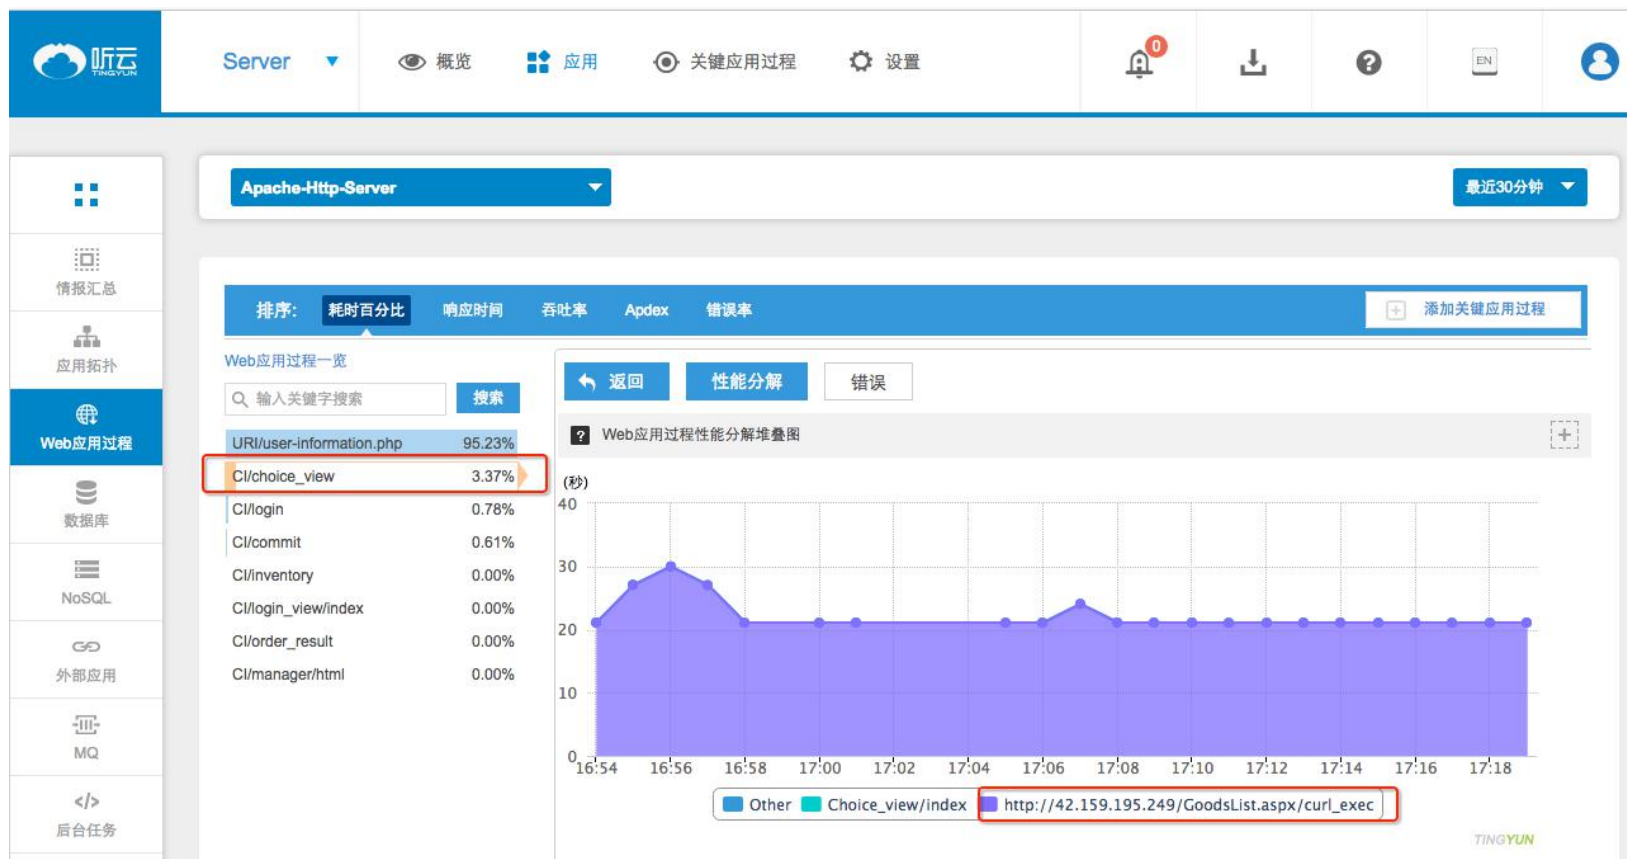 听云
TINGYUN
Server
概览
应用
关键应用过程
设置
0
EN
Apache-Http-Server
最近30分钟
情报汇总
应用拓扑
Web应用过程
数据库
NoSQL
外部应用
MQ
</>
后台任务
排序: 耗时百分比 响应时间 吞吐率 Apdex 错误率
添加关键应用过程
Web应用过程一览
输入关键字搜索 搜索
URI/user-information.php 95.23%
CI/choice_view 3.37%
CI/login 0.78%
CI/commit 0.61%
CI/inventory 0.00%
CI/login_view/index 0.00%
CI/order_result 0.00%
CI/manager/html 0.00%
返回 性能分解 错误
? Web应用过程性能分解堆叠图
(秒)
40
30
20
10
0
16:54 16:56 16:58 17:00 17:02 17:04 17:06 17:08 17:10 17:12 17:14 17:16 17:18
Other Choice_view/index http://42.159.195.249/GoodsList.aspx/curl_exec
TINGYUN